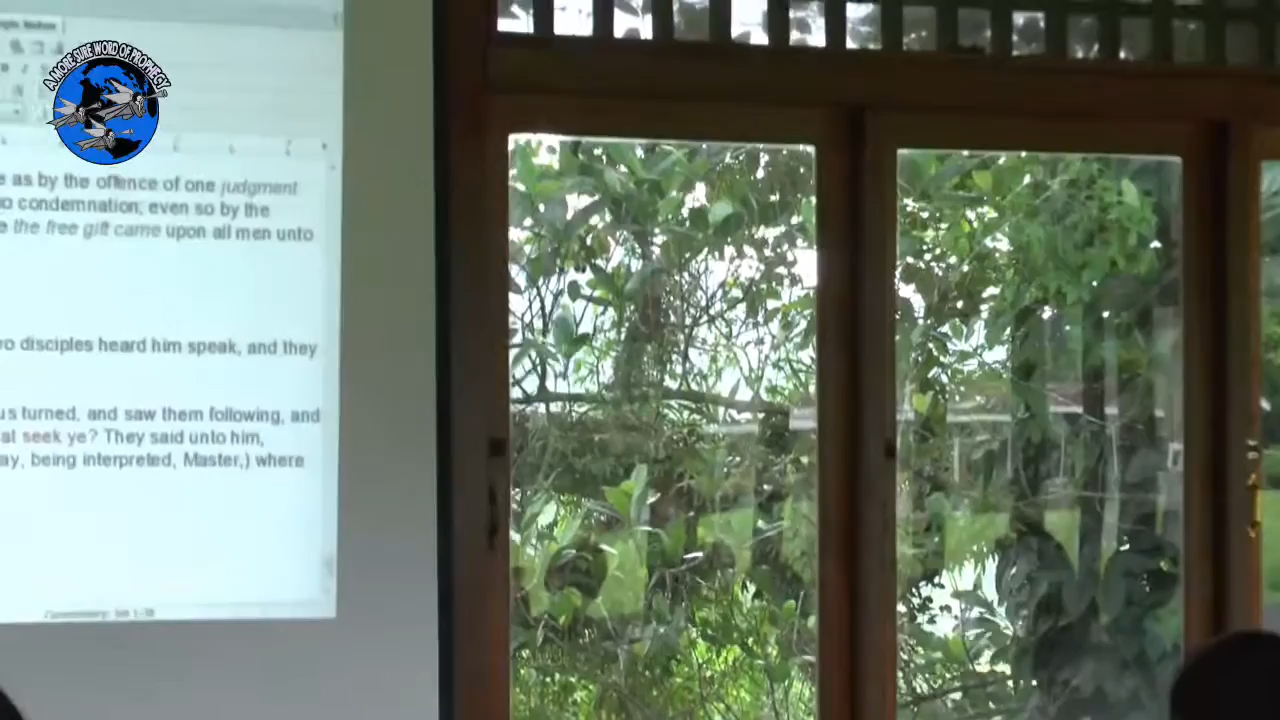 A MORE SURE WORD OF PROPHECY
as by the offence of one judgment
condemnation; even so by the
the free gift came upon all men unto
disciples heard him speak, and they
turned, and saw them following, and
seek ye? They said unto him,
being interpreted, Master,) where